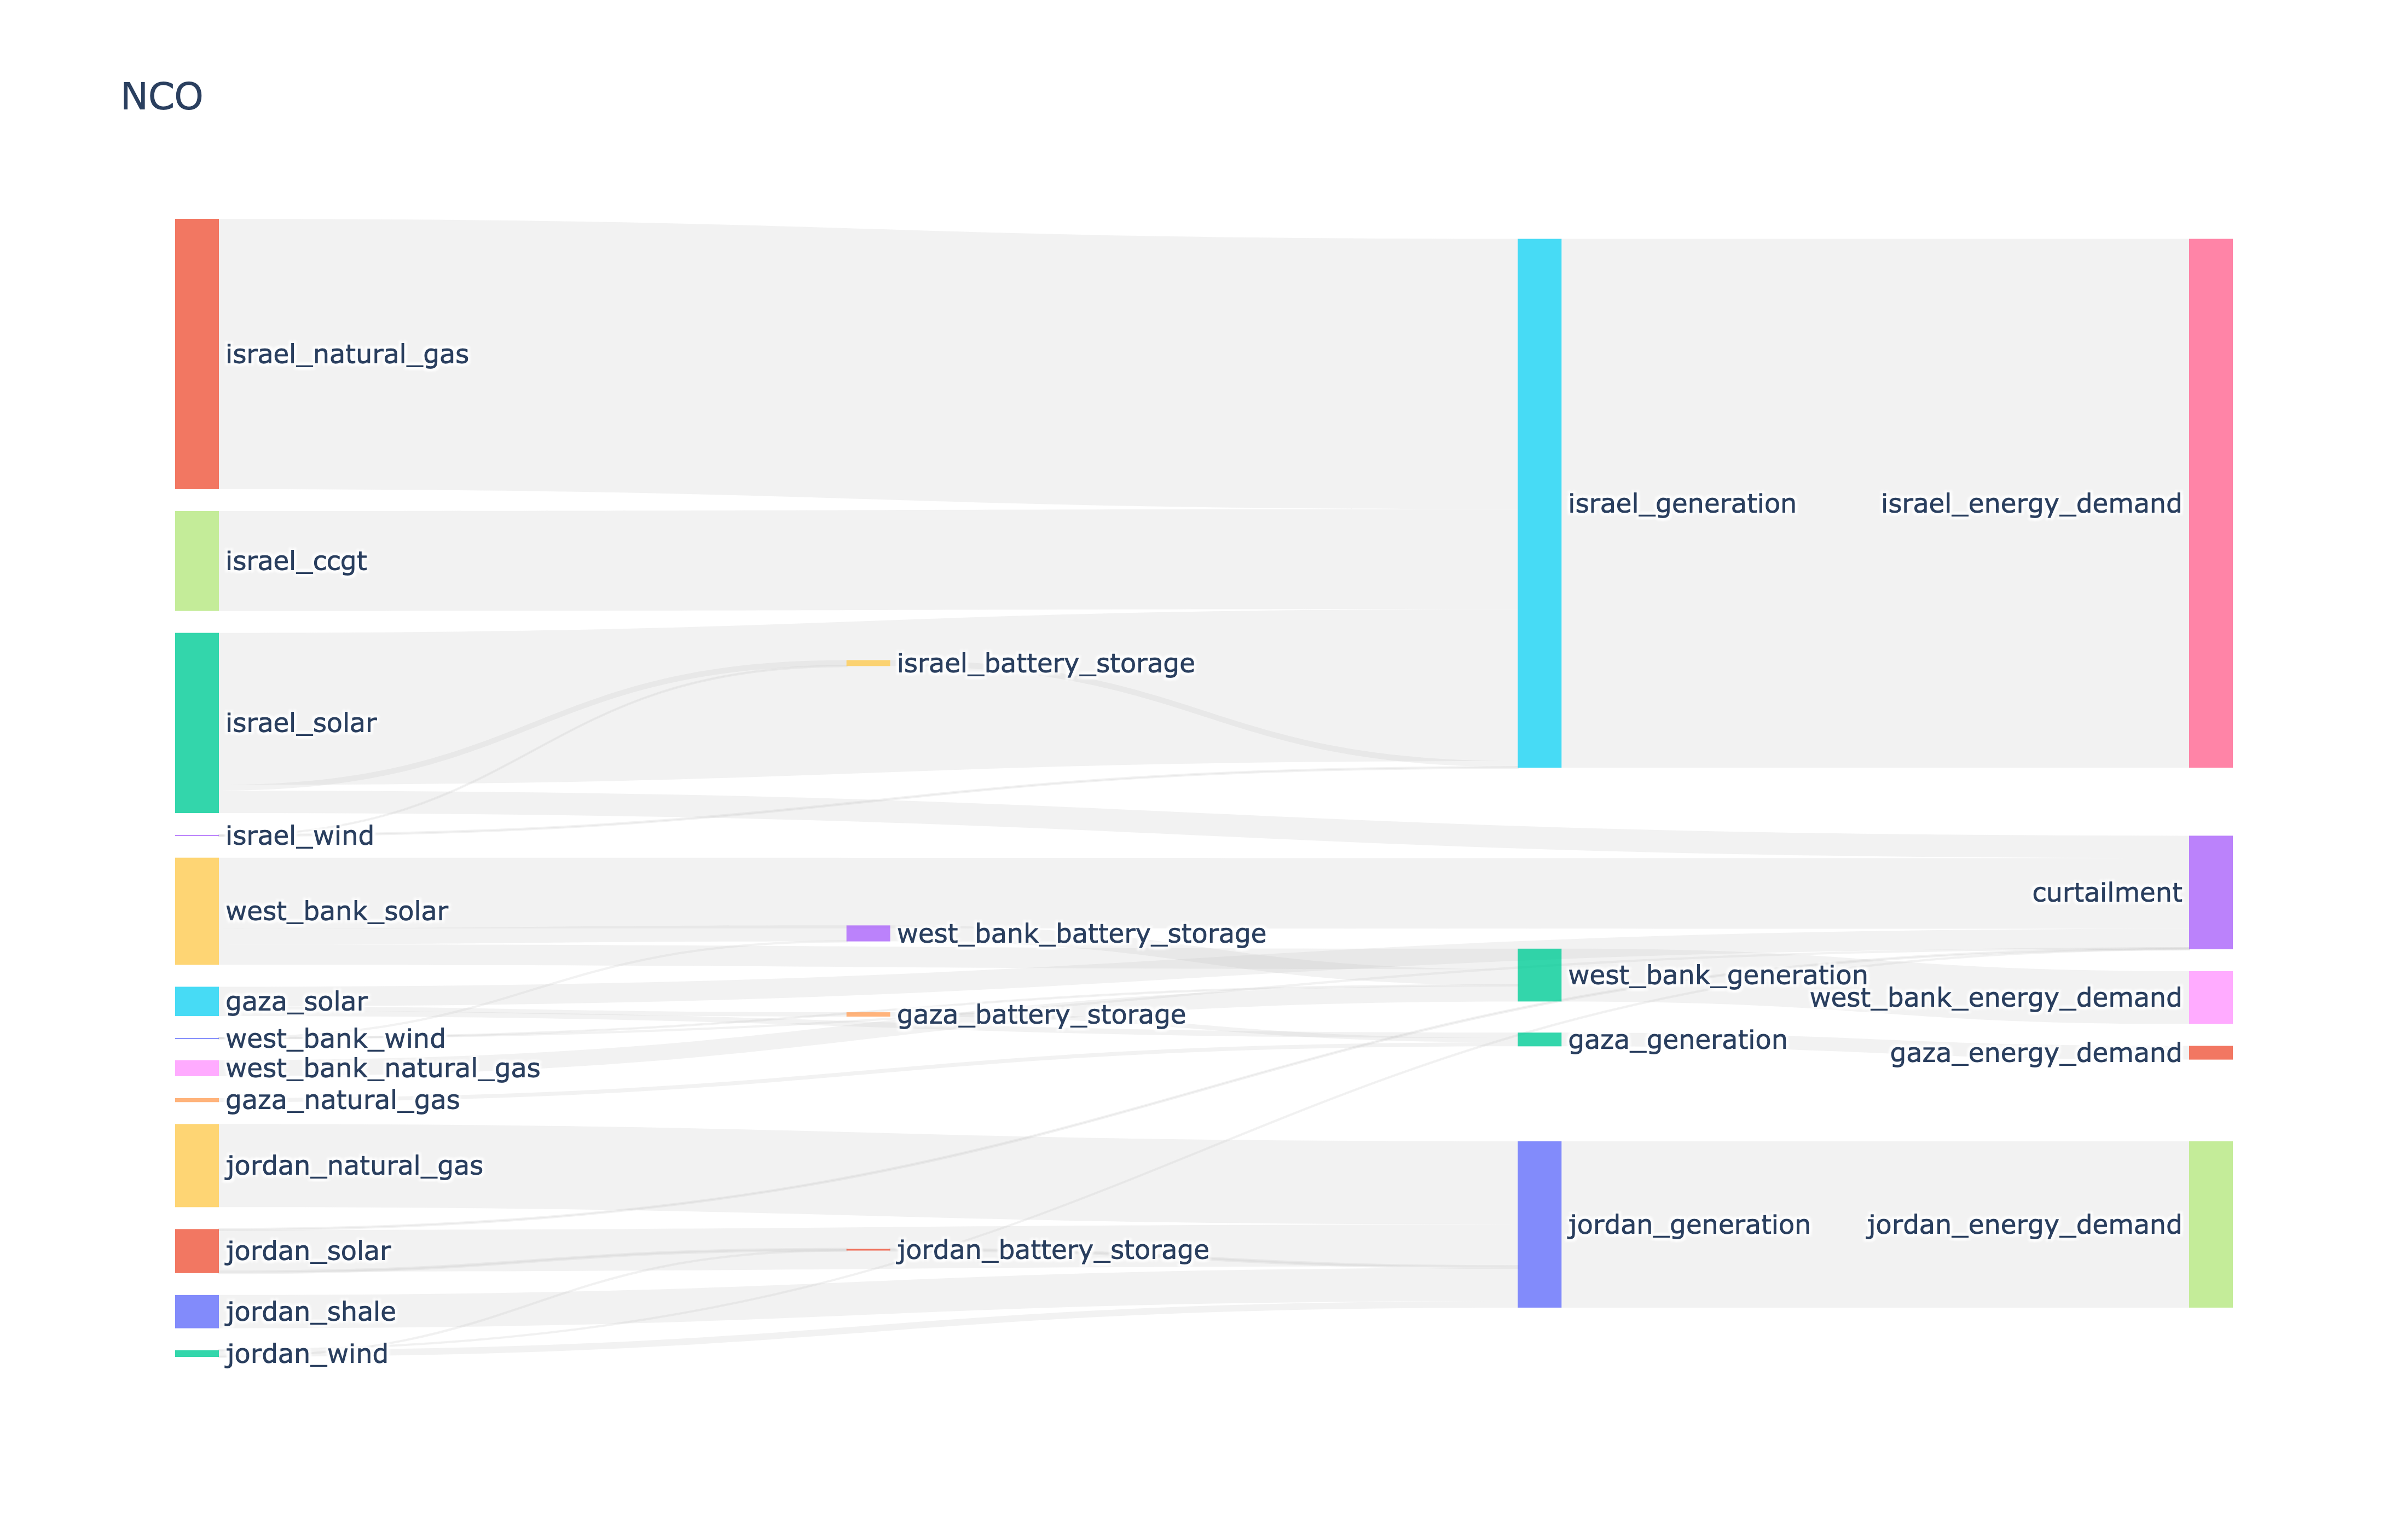 NCO
israel_natural_gas
israel_generation
israel_energy_demand
israel_ccgt
israel_battery_storage
israel_solar
israel_wind
curtailment
west_bank_solar
west_bank_battery_storage
west_bank_generation
west_bank_energy_demand
gaza_solar
gaza_battery_storage
west_bank_wind
gaza_generation
gaza_energy_demand
west_bank_natural_gas
gaza_natural_gas
jordan_natural_gas
jordan_generation
jordan_energy_demand
jordan_solar
jordan_battery_storage
jordan_shale
jordan_wind